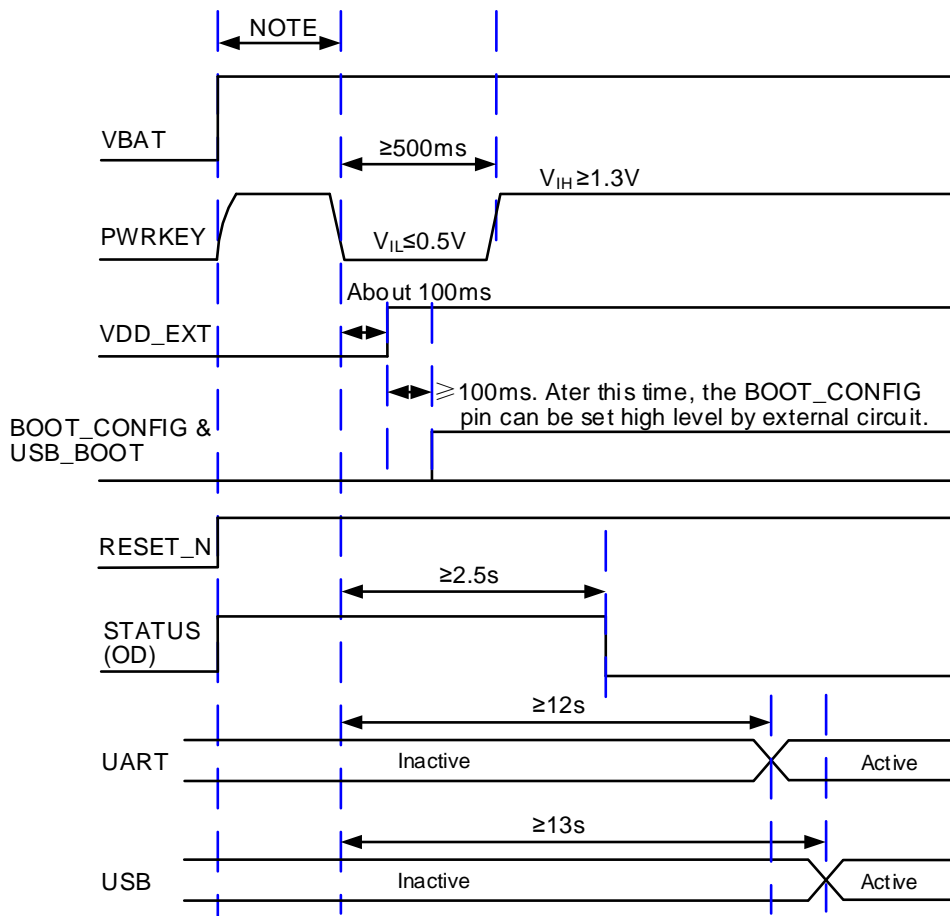 NOTE
VBAT
≥500ms
VIH≥1.3V
PWRKEY
VIL≤0.5V
About 100ms
VDD_EXT
≥100ms. Ater this time, the BOOT_CONFIG
pin can be set high level by external circuit.
BOOT_CONFIG &
USB_BOOT
RESET_N
≥2.5s
STATUS
(OD)
≥12s
UART
Inactive
Active
≥13s
USB
Inactive
Active